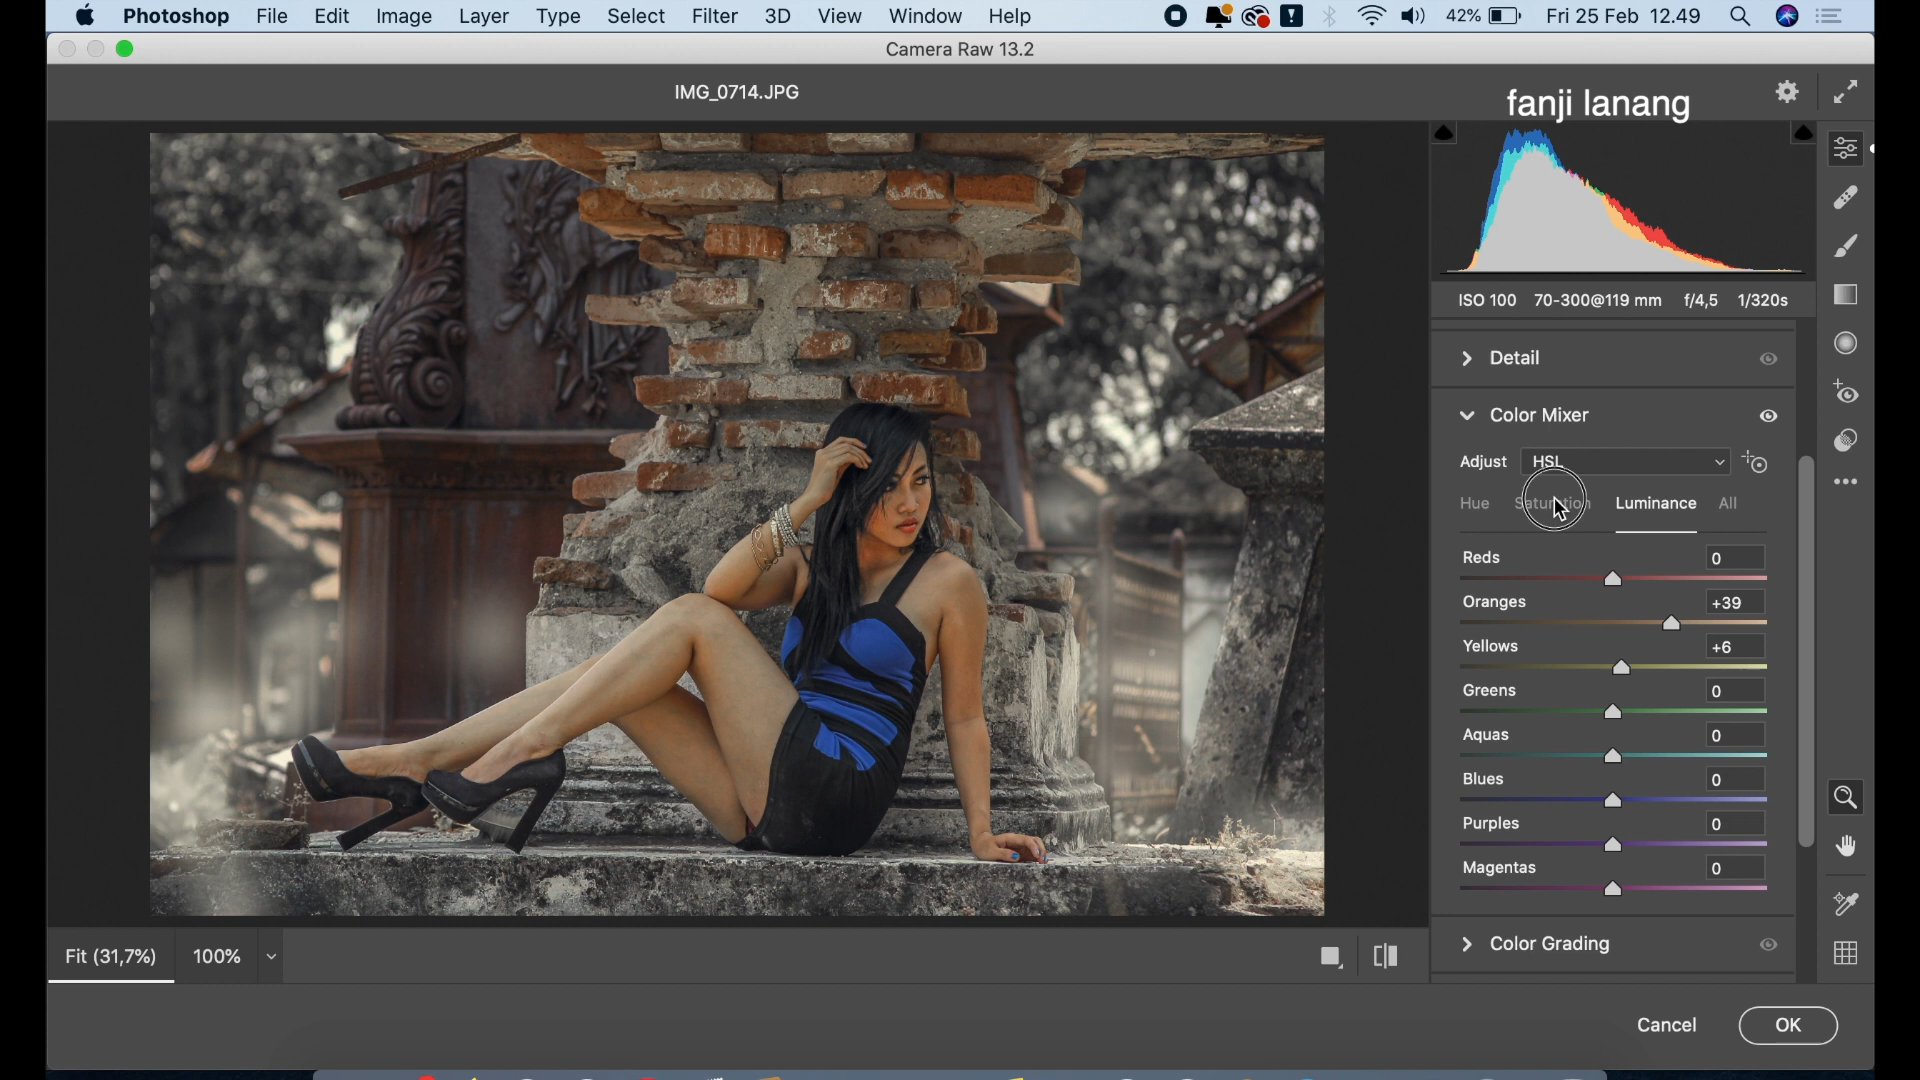 Photoshop File Edit Image Layer Type Select Filter 3D View Window Help 42% Fri 25 Feb 12.49
Camera Raw 13.2
IMG_0714.JPG
fanji lanang
ISO 100 70-300@119 mm f/4,5 1/320s
Detail
Color Mixer
Adjust HSL
Hue Saturation Luminance All
Reds 0
Oranges +39
Yellows +6
Greens 0
Aquas 0
Blues 0
Purples 0
Magentas 0
Color Grading
Fit (31,7%) 100%
Cancel OK